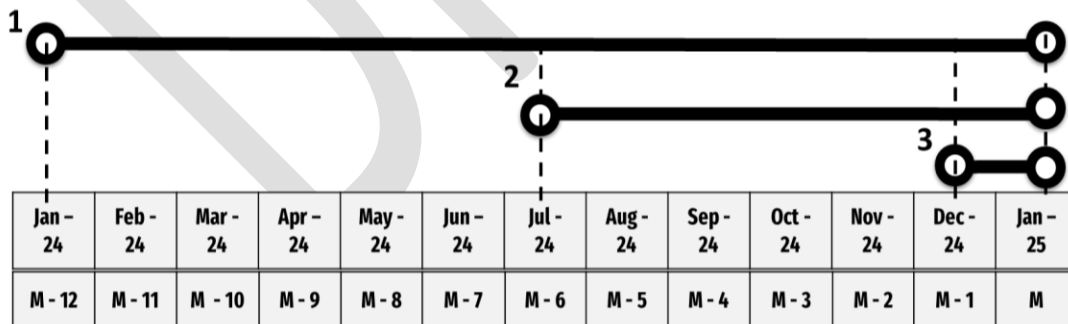 1
2
3
Jan – Feb - Mar - Apr – May - Jun – Jul - Aug - Sep - Oct - Nov - Dec - Jan –
24 24 24 24 24 24 24 24 24 24 24 24 25
M - 12 M - 11 M - 10 M - 9 M - 8 M - 7 M - 6 M - 5 M - 4 M - 3 M - 2 M - 1 M